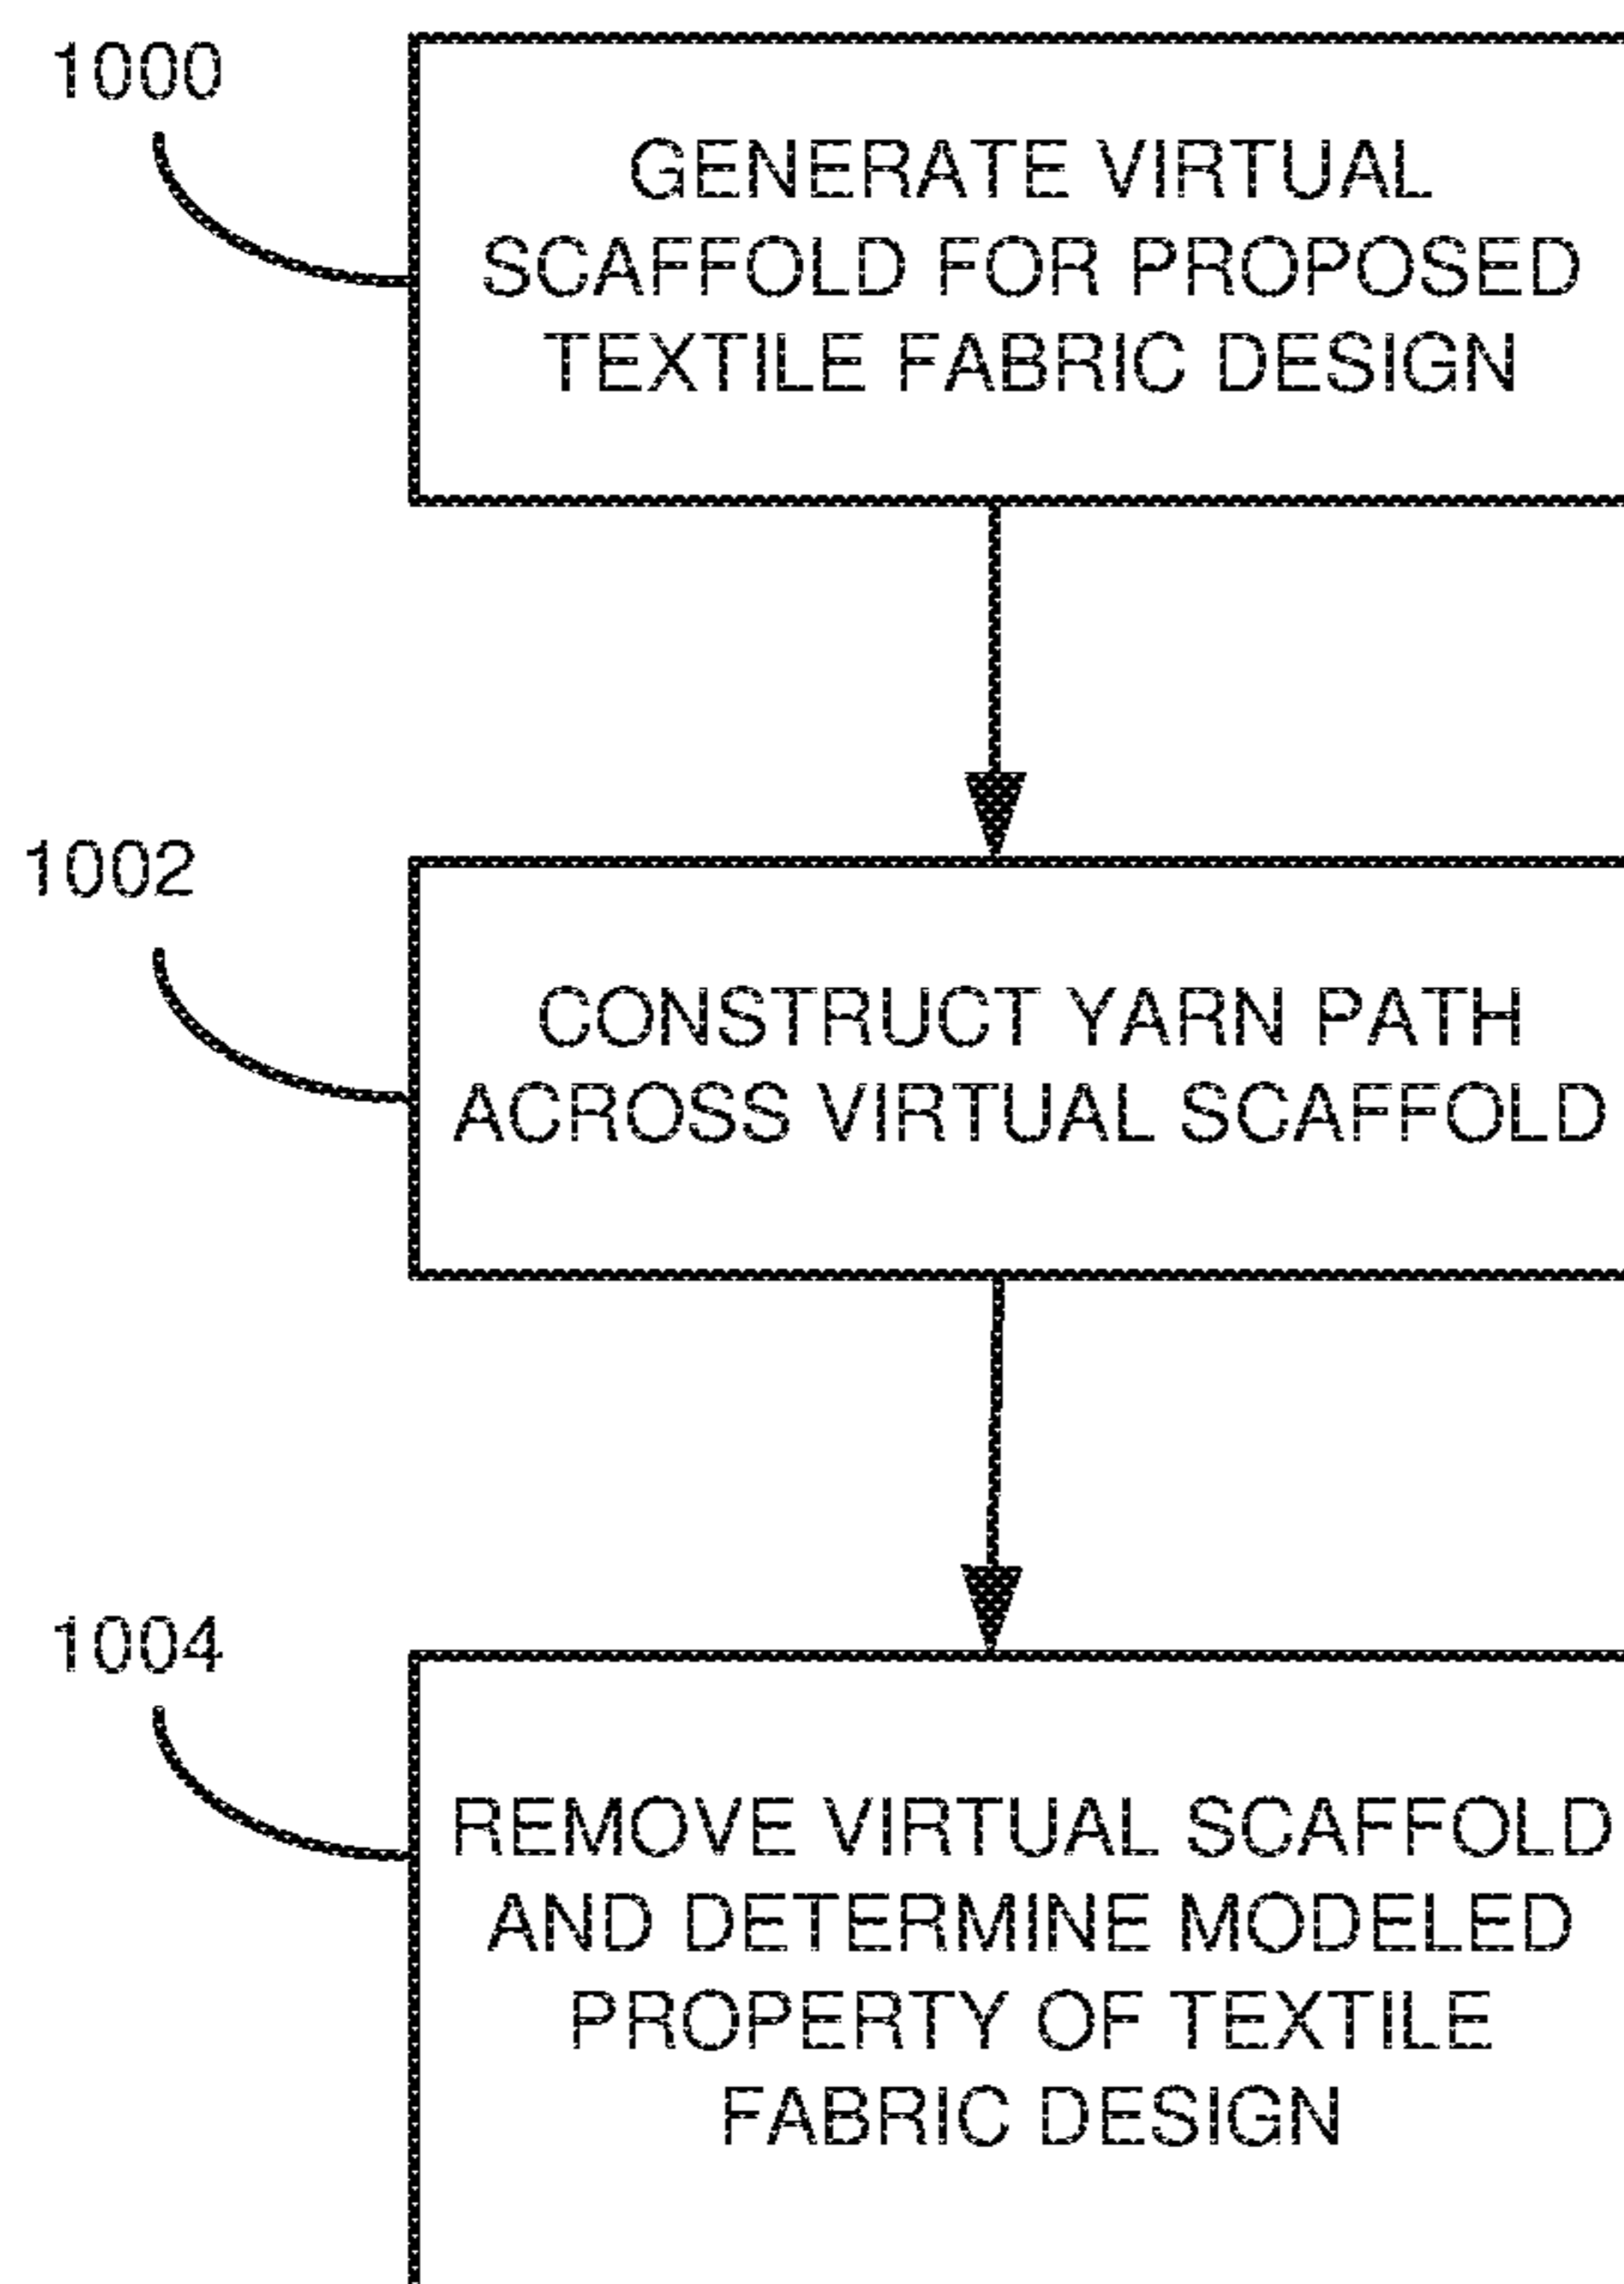 1000
GENERATE VIRTUAL
SCAFFOLD FOR PROPOSED
TEXTILE FABRIC DESIGN
1002
CONSTRUCT YARN PATH
ACROSS VIRTUAL SCAFFOLD
1004
REMOVE VIRTUAL SCAFFOLD
AND DETERMINE MODELED
PROPERTY OF TEXTILE
FABRIC DESIGN